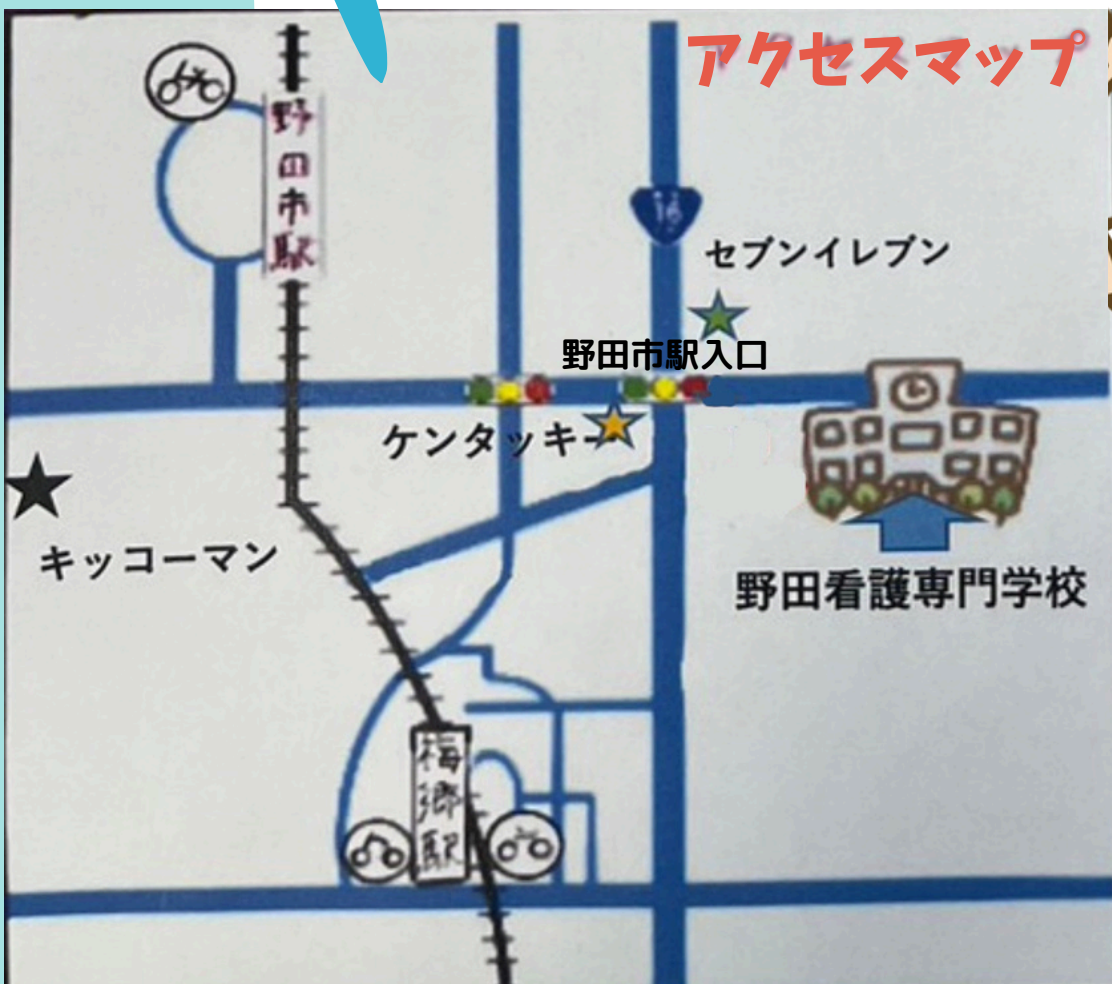 アクセスマップ
野田市駅
16
セブンイレブン
野田市駅入口
ケンタッキー
キッコーマン
野田看護専門学校
梅郷駅